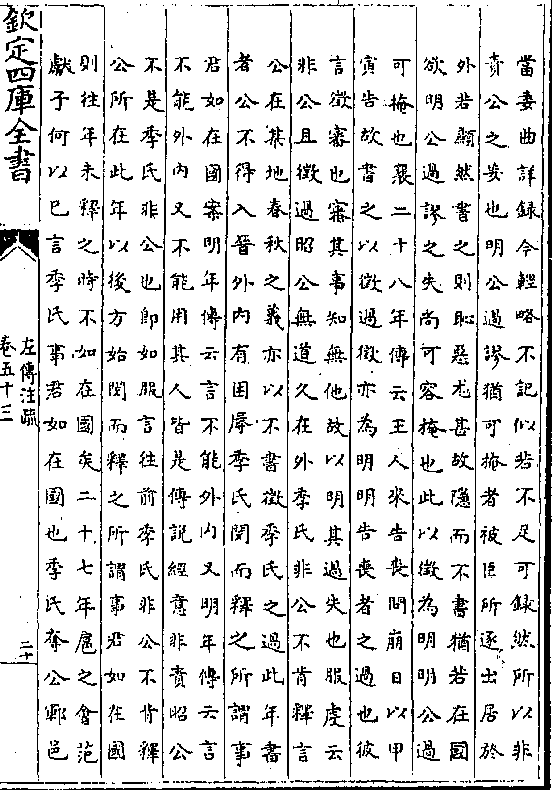 當妻曲詳録今輕略不記似若不足可録然所以非
責公之妄也明公過謬猶可掩者被臣所逐出居於
外若顯然書之則恥惡尤甚故隱而不書猶若在國
欲明公過謬之失尚可容掩也此以徵為明明公過
可掩也襄二十八年傳云王人來告喪問崩日以甲
寅告故書之以徵過徵亦為明明告喪者之過也彼
言徵審也審其事知無他故以明其過失也服虔云
非公且徵過昭公無道久在外季氏非公不肯釋言
公在某地春秋之義亦以不書徵季氏之過此年書
者公不得入晉外内有困辱季氏閔而釋之所謂事
君如在國案明年傳云言不能外内又明年傳云言
不能外内又不能用其人皆是傳説經意非責昭公
不是季氏非公也即如服言往前季氏非公不肯釋
公所在此年以後方始閔而釋之所謂事君如在國
則往年未釋之時不如在國矣二十七年扈之會范
獻子何以已言季氏事君如在國也季氏奪公鄆邑
欽定四庫全書
左傳注疏
卷五十三
二十